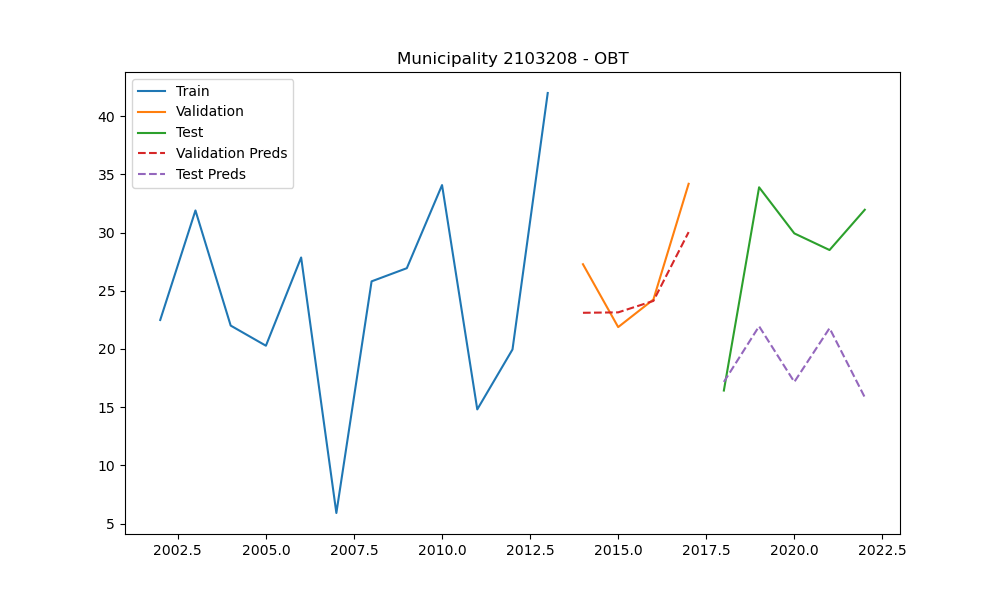 Municipality 2103208 - OBT
Train
Validation
Test
Validation Preds
Test Preds
40
35
30
25
20
15
10
5
2002.5 2005.0 2007.5 2010.0 2012.5 2015.0 2017.5 2020.0 2022.5